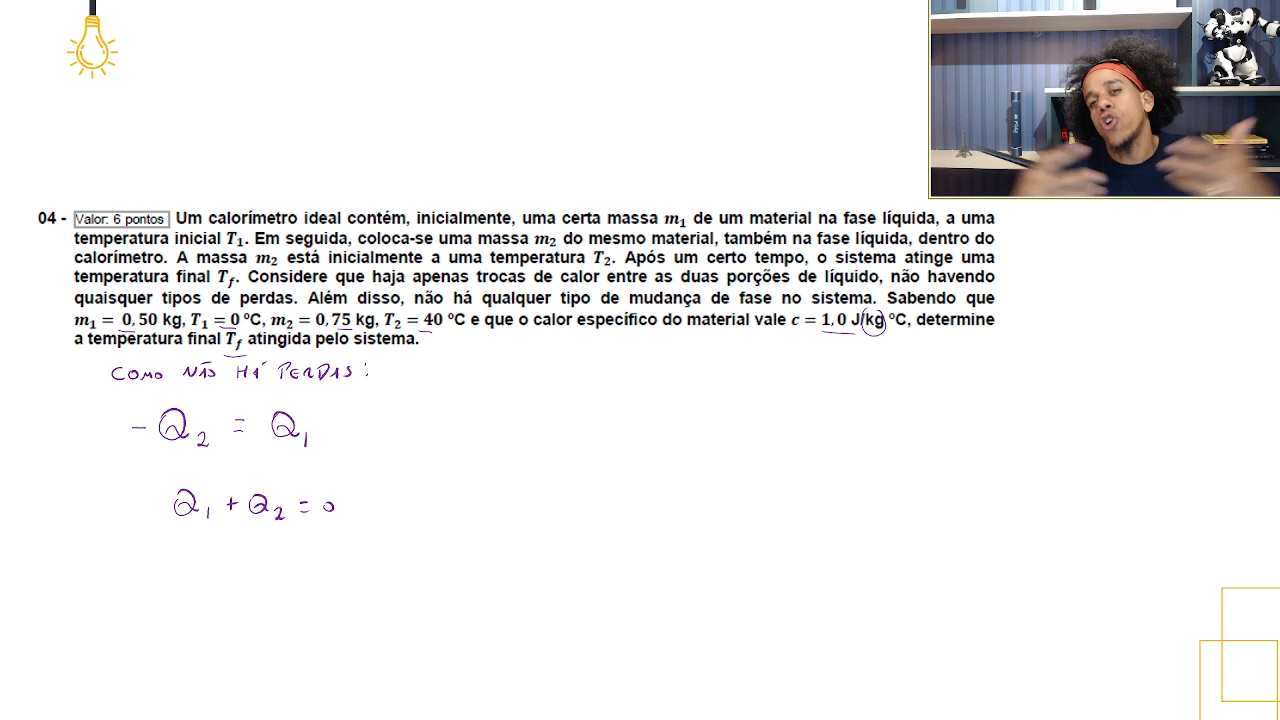 04 - Valor: 6 pontos Um calorímetro ideal contém, inicialmente, uma certa massa m₁ de um material na fase líquida, a uma
temperatura inicial T₁. Em seguida, coloca-se uma massa m₂ do mesmo material, também na fase líquida, dentro do
calorímetro. A massa m₂ está inicialmente a uma temperatura T₂. Após um certo tempo, o sistema atinge uma
temperatura final T_f. Considere que haja apenas trocas de calor entre as duas porções de líquido, não havendo
quaisquer tipos de perdas. Além disso, não há qualquer tipo de mudança de fase no sistema. Sabendo que
m₁ = 0,50 kg, T₁ = 0 ºC, m₂ = 0,75 kg, T₂ = 40 ºC e que o calor específico do material vale c = 1,0 J/kg ºC, determine
a temperatura final T_f atingida pelo sistema.
COMO NÃO HÁ PERDAS:
- Q₂ = Q₁
Q₁ + Q₂ = 0